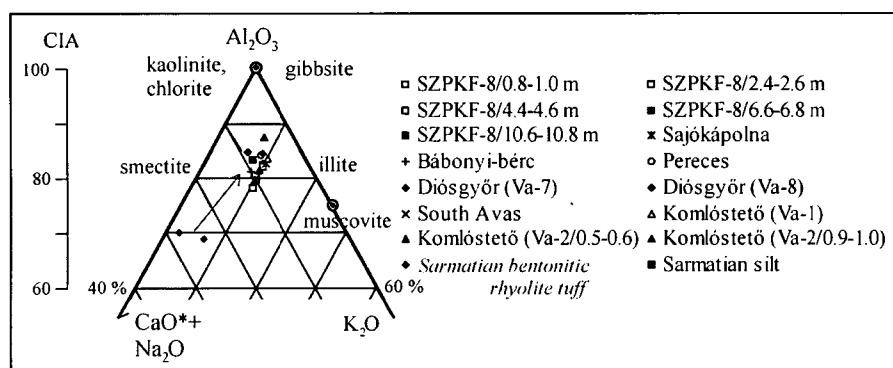 CIA
Al₂O₃
100
kaolinite,
chlorite
gibbsite
smectite
illite
80
muscovite
60
40 %
60 %
CaO*+
Na₂O
K₂O
SZPKF-8/0.8-1.0 m
SZPKF-8/2.4-2.6 m
SZPKF-8/4.4-4.6 m
SZPKF-8/6.6-6.8 m
SZPKF-8/10.6-10.8 m
Sajókápolna
Bábonyi-bérc
Pereces
Diósgyőr (Va-7)
Diósgyőr (Va-8)
South Avas
Komlóstető (Va-1)
Komlóstető (Va-2/0.5-0.6)
Komlóstető (Va-2/0.9-1.0)
Sarmatian bentonitic
rhyolite tuff
Sarmatian silt